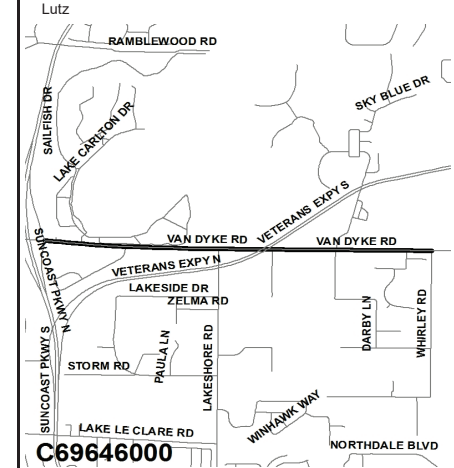 Lutz
RAMBLEWOOD RD
SKY BLUE DR
SAILFISH DR
LAKE CARLTON DR
VETERANS EXPY S
SUNCOAST PKWY N
VAN DYKE RD
VAN DYKE RD
VETERANS EXPY N
LAKESIDE DR
ZELMA RD
DARBY LN
WHIRLEY RD
PAULA LN
LAKESHORE RD
SUNCOAST PKWY S
STORM RD
WINHAWK WAY
LAKE LE CLARE RD
NORTHDALE BLVD
C69646000